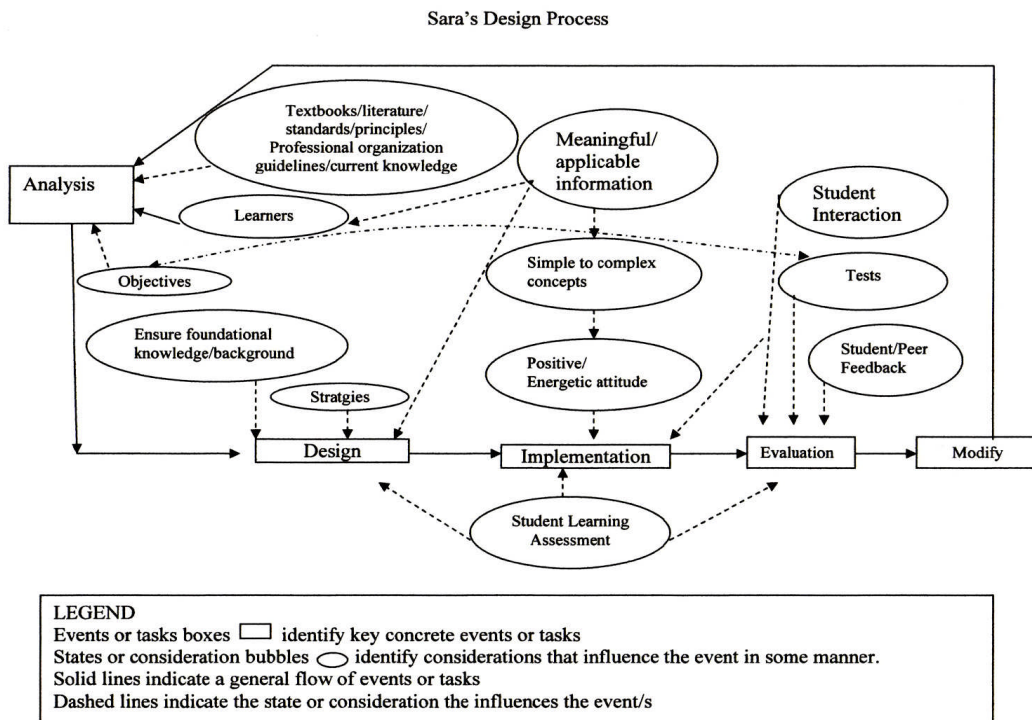 Sara's Design Process
Textbooks/literature/
standards/principles/
Professional organization
guidelines/current knowledge
Meaningful/
applicable
information
Analysis
Student
Interaction
Learners
Objectives
Simple to complex
concepts
Tests
Ensure foundational
knowledge/background
Positive/
Energetic attitude
Student/Peer
Feedback
Stratgies
Design
Implementation
Evaluation
Modify
Student Learning
Assessment
LEGEND
Events or tasks boxes identify key concrete events or tasks
States or consideration bubbles identify considerations that influence the event in some manner.
Solid lines indicate a general flow of events or tasks
Dashed lines indicate the state or consideration the influences the event/s